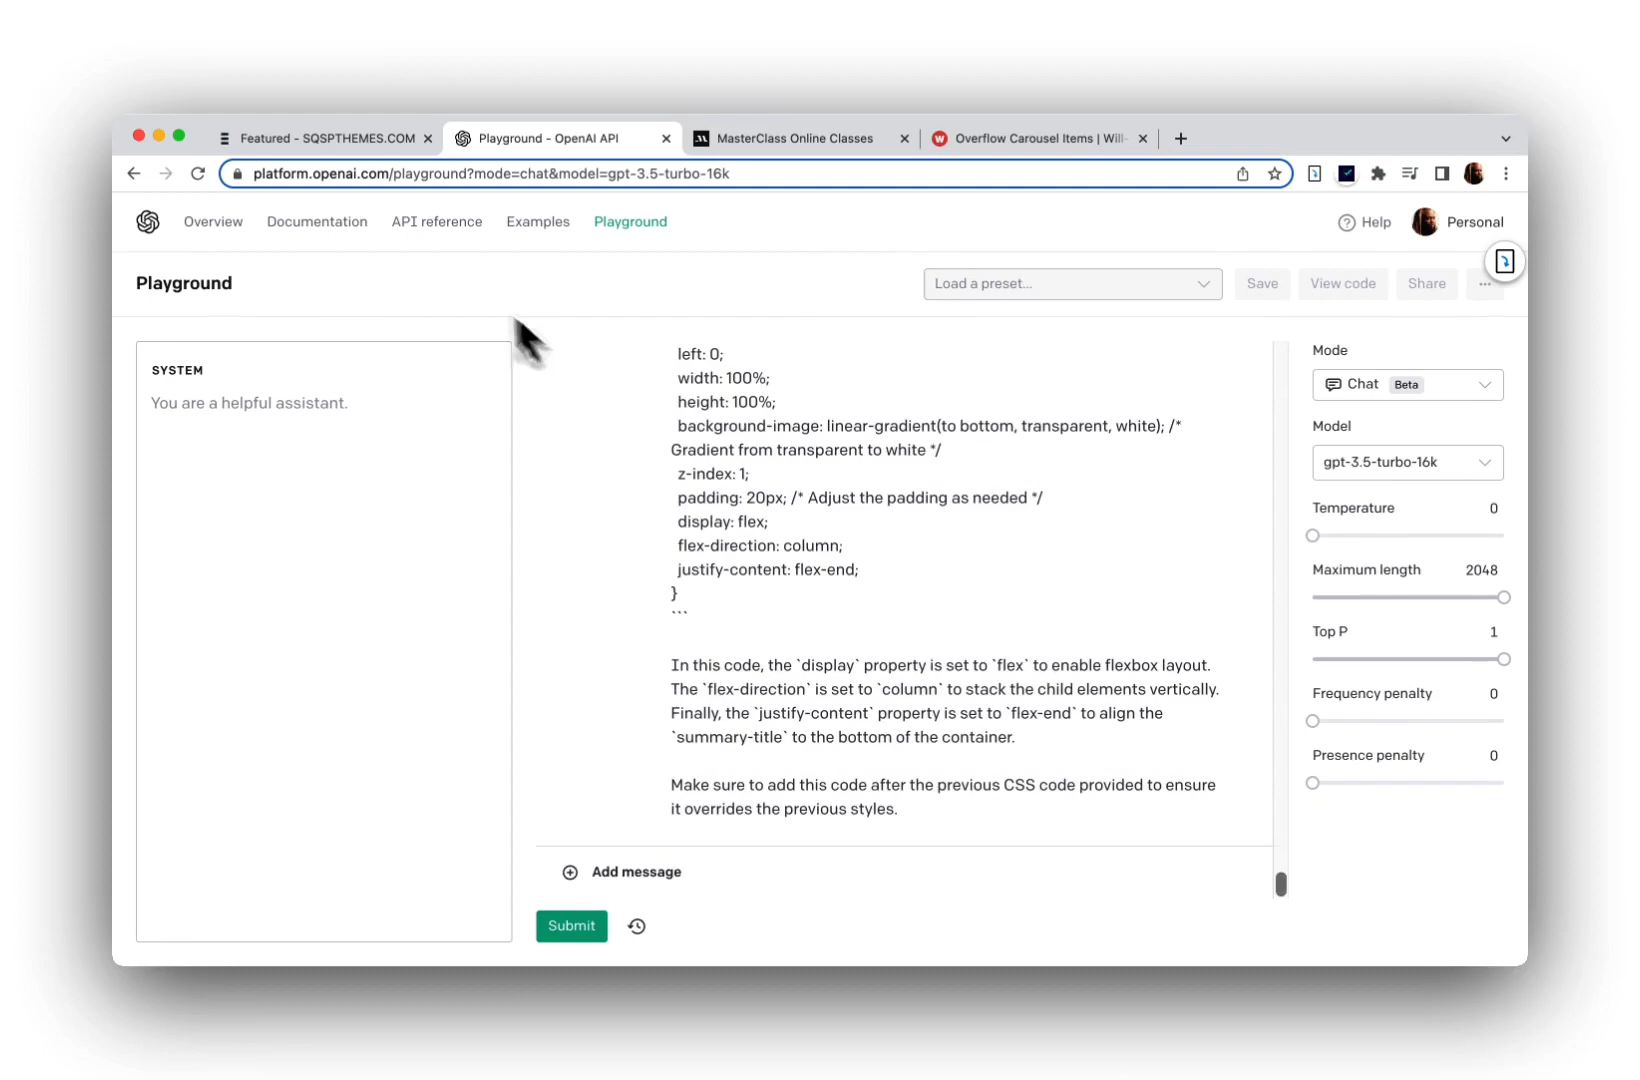 Featured - SQSPTHEMES.COM
Playground - OpenAI API
MasterClass Online Classes
Overflow Carousel Items | Will-
platform.openai.com/playground?mode=chat&model=gpt-3.5-turbo-16k
Overview
Documentation
API reference
Examples
Playground
Help
Personal
Playground
Load a preset...
Save
View code
Share
...
SYSTEM
You are a helpful assistant.
left: 0;
width: 100%;
height: 100%;
background-image: linear-gradient(to bottom, transparent, white); /*
Gradient from transparent to white */
z-index: 1;
padding: 20px; /* Adjust the padding as needed */
display: flex;
flex-direction: column;
justify-content: flex-end;
}
```
In this code, the `display` property is set to `flex` to enable flexbox layout.
The `flex-direction` is set to `column` to stack the child elements vertically.
Finally, the `justify-content` property is set to `flex-end` to align the
`summary-title` to the bottom of the container.
Make sure to add this code after the previous CSS code provided to ensure
it overrides the previous styles.
Add message
Submit
Mode
Chat Beta
Model
gpt-3.5-turbo-16k
Temperature 0
Maximum length 2048
Top P 1
Frequency penalty 0
Presence penalty 0